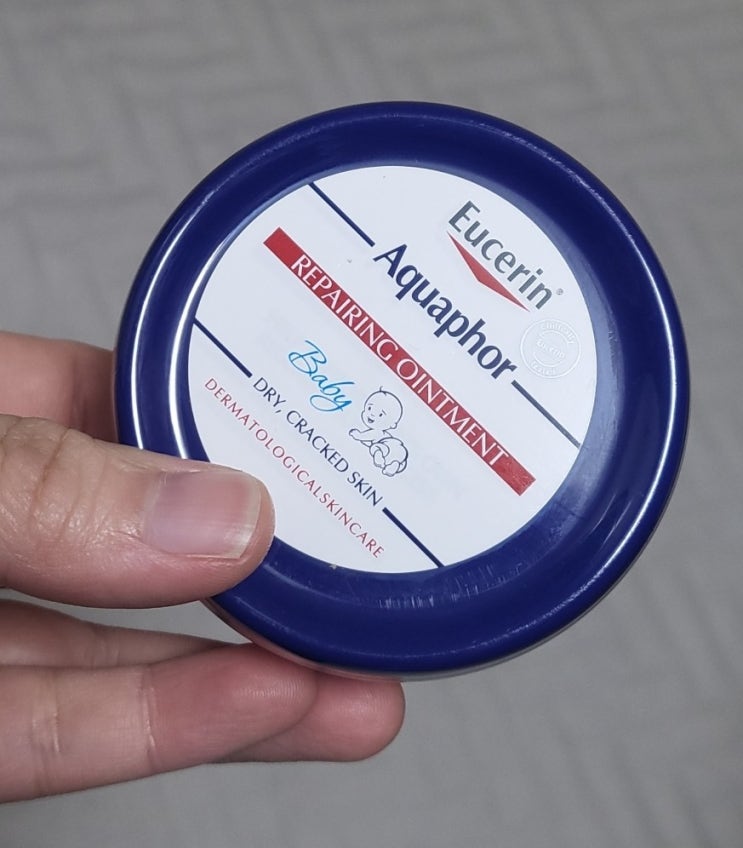 Eucerin®
Aquaphor
REPAIRING OINTMENT
Baby
DRY, CRACKED SKIN
DERMATOLOGICALSKINCARE